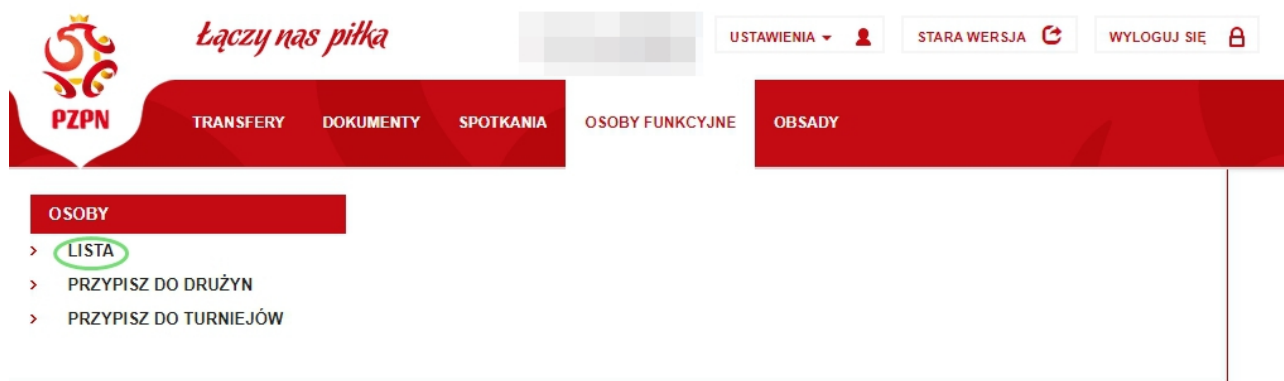 Łączy nas piłka
USTAWIENIA
STARA WERSJA
WYLOGUJ SIĘ
PZPN
TRANSFERY DOKUMENTY SPOTKANIA OSOBY FUNKCYJNE OBSADY
OSOBY
LISTA
PRZYPISZ DO DRUŻYN
PRZYPISZ DO TURNIEJÓW